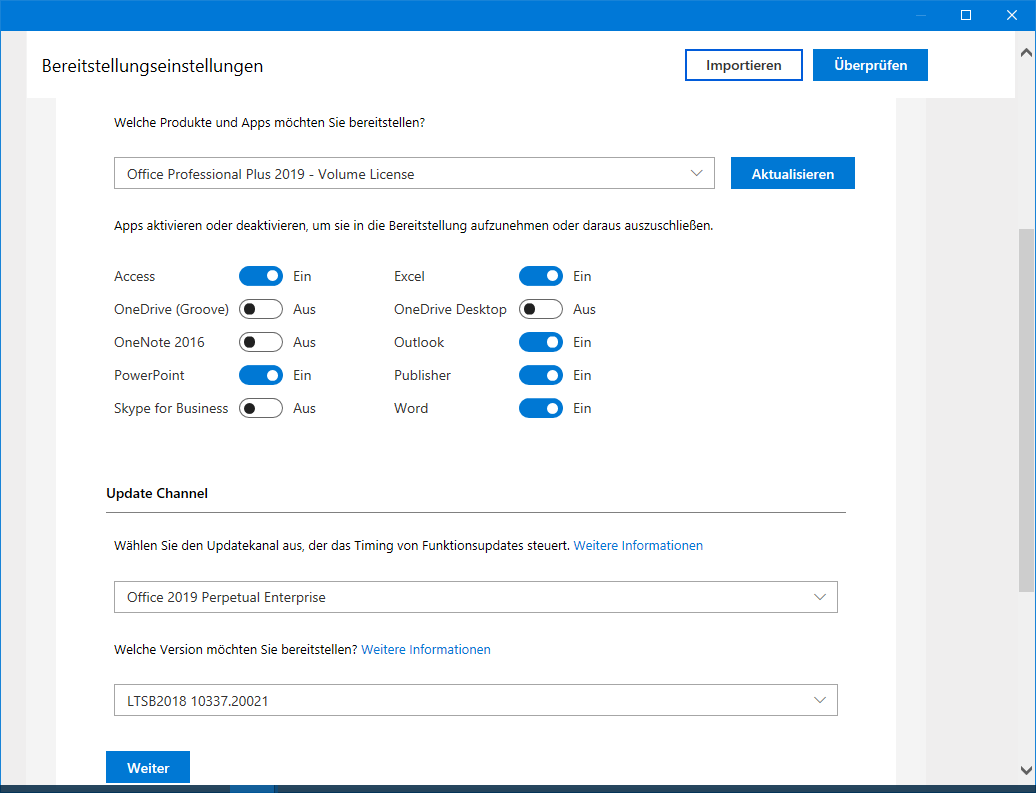 Bereitstellungseinstellungen Importieren Überprüfen
Welche Produkte und Apps möchten Sie bereitstellen?
Office Professional Plus 2019 - Volume License Aktualisieren
Apps aktivieren oder deaktivieren, um sie in die Bereitstellung aufzunehmen oder daraus auszuschließen.
Access Ein Excel Ein
OneDrive (Groove) Aus OneDrive Desktop Aus
OneNote 2016 Aus Outlook Ein
PowerPoint Ein Publisher Ein
Skype for Business Aus Word Ein
Update Channel
Wählen Sie den Updatekanal aus, der das Timing von Funktionsupdates steuert. Weitere Informationen
Office 2019 Perpetual Enterprise
Welche Version möchten Sie bereitstellen? Weitere Informationen
LTSB2018 10337.20021
Weiter